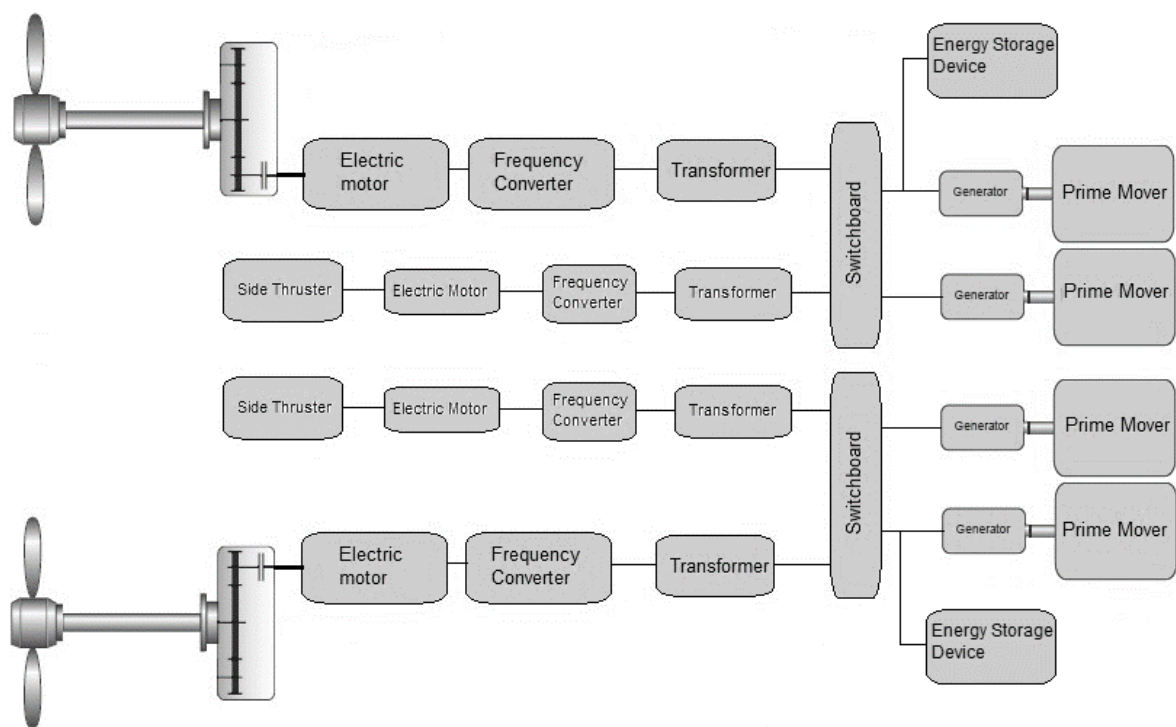 Energy Storage
Device
Electric
motor
Frequency
Converter
Transformer
Switchboard
Generator
Prime Mover
Side Thruster
Electric Motor
Frequency
Converter
Transformer
Generator
Prime Mover
Side Thruster
Electric Motor
Frequency
Converter
Transformer
Switchboard
Generator
Prime Mover
Electric
motor
Frequency
Converter
Transformer
Generator
Prime Mover
Energy Storage
Device